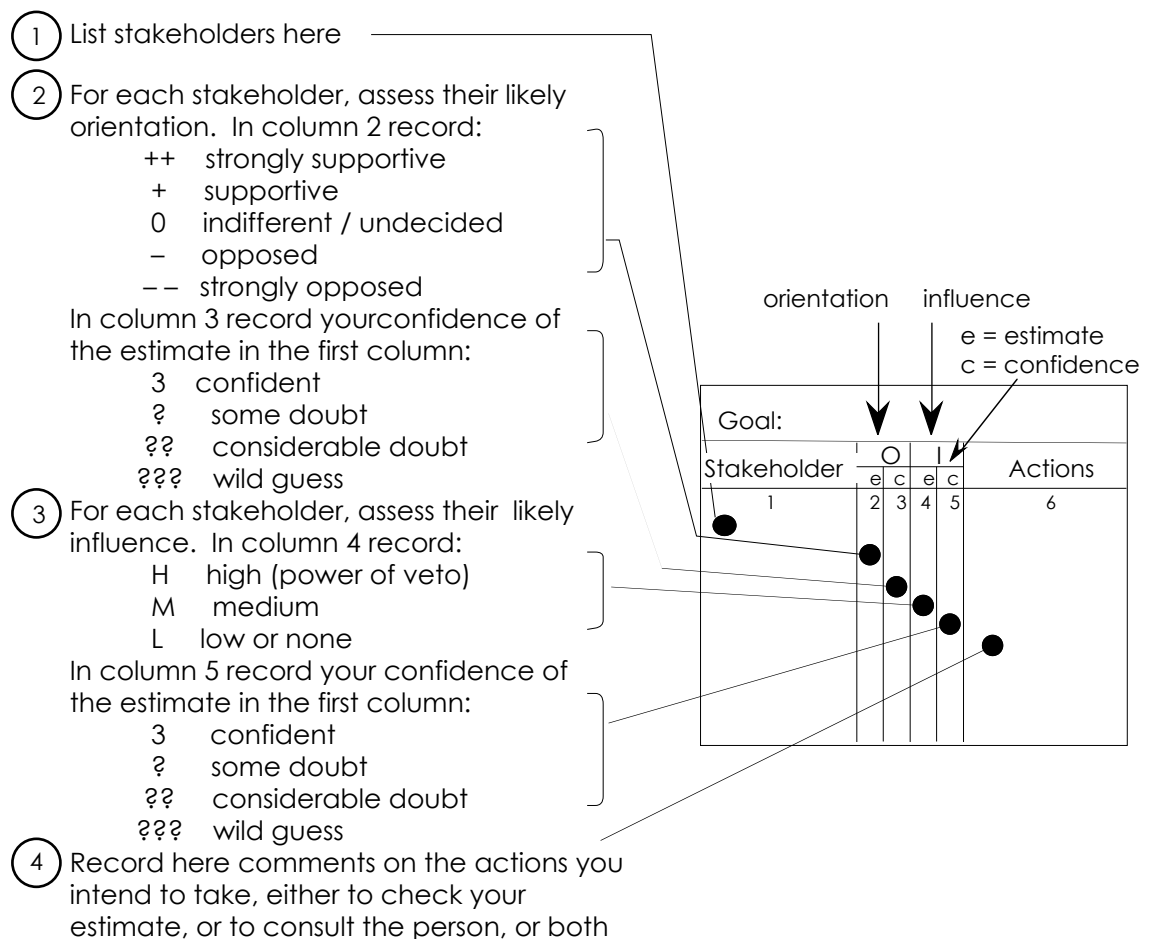 1 List stakeholders here
2 For each stakeholder, assess their likely
orientation. In column 2 record:
++ strongly supportive
+ supportive
0 indifferent / undecided
– opposed
– – strongly opposed
In column 3 record yourconfidence of
the estimate in the first column:
3 confident
? some doubt
?? considerable doubt
??? wild guess
3 For each stakeholder, assess their likely
influence. In column 4 record:
H high (power of veto)
M medium
L low or none
In column 5 record your confidence of
the estimate in the first column:
3 confident
? some doubt
?? considerable doubt
??? wild guess
4 Record here comments on the actions you
intend to take, either to check your
estimate, or to consult the person, or both
orientation influence
e = estimate
c = confidence
Goal:
O I
Stakeholder Actions
e c e c
1 2 3 4 5 6